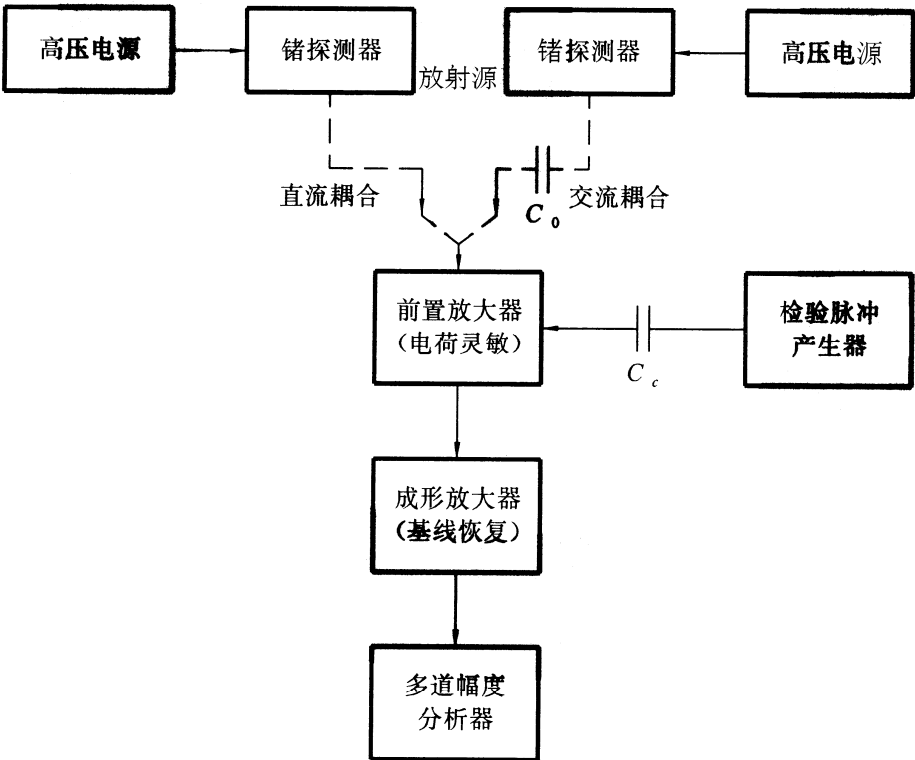 高压电源
锗探测器
放射源
锗探测器
高压电源
直流耦合
C₀
交流耦合
前置放大器
（电荷灵敏）
C_c
检验脉冲
产生器
成形放大器
（基线恢复）
多道幅度
分析器